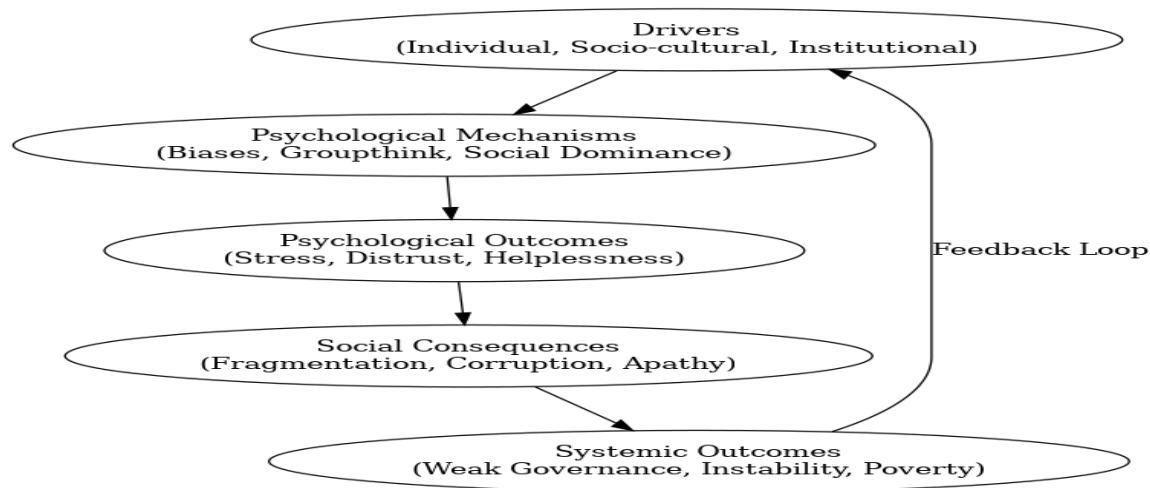 Drivers
(Individual, Socio-cultural, Institutional)
Psychological Mechanisms
(Biases, Groupthink, Social Dominance)
Psychological Outcomes
(Stress, Distrust, Helplessness)
Feedback Loop
Social Consequences
(Fragmentation, Corruption, Apathy)
Systemic Outcomes
(Weak Governance, Instability, Poverty)